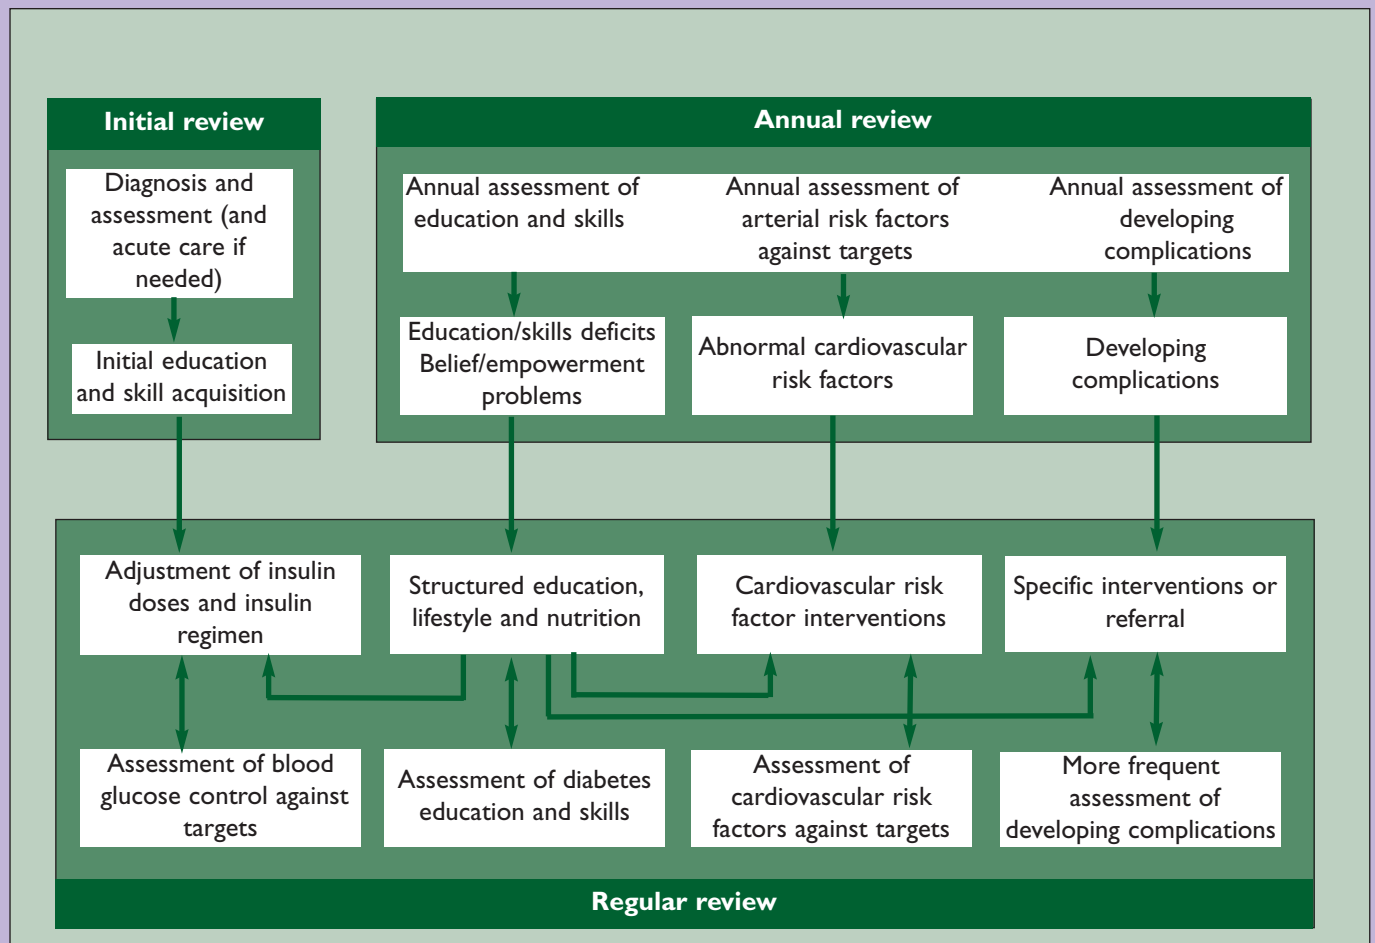 Initial review
Diagnosis and
assessment (and
acute care if
needed)
Initial education
and skill acquisition
Annual review
Annual assessment of
education and skills
Annual assessment of
arterial risk factors
against targets
Annual assessment of
developing
complications
Education/skills deficits
Belief/empowerment
problems
Abnormal cardiovascular
risk factors
Developing
complications
Adjustment of insulin
doses and insulin
regimen
Structured education,
lifestyle and nutrition
Cardiovascular risk
factor interventions
Specific interventions or
referral
Assessment of blood
glucose control against
targets
Assessment of diabetes
education and skills
Assessment of
cardiovascular risk
factors against targets
More frequent
assessment of
developing complications
Regular review